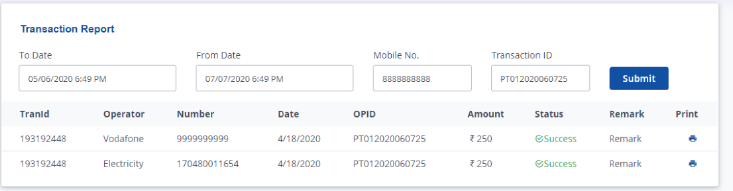 Transaction Report
To Date From Date Mobile No. Transaction ID
05/06/2020 6:49 PM 07/07/2020 6:49 PM 8888888888 PT012020060725 Submit
TranId Operator Number Date OPID Amount Status Remark Print
193192448 Vodafone 9999999999 4/18/2020 PT012020060725 ₹ 250 Success Remark
193192448 Electricity 170480011654 4/18/2020 PT012020060725 ₹ 250 Success Remark